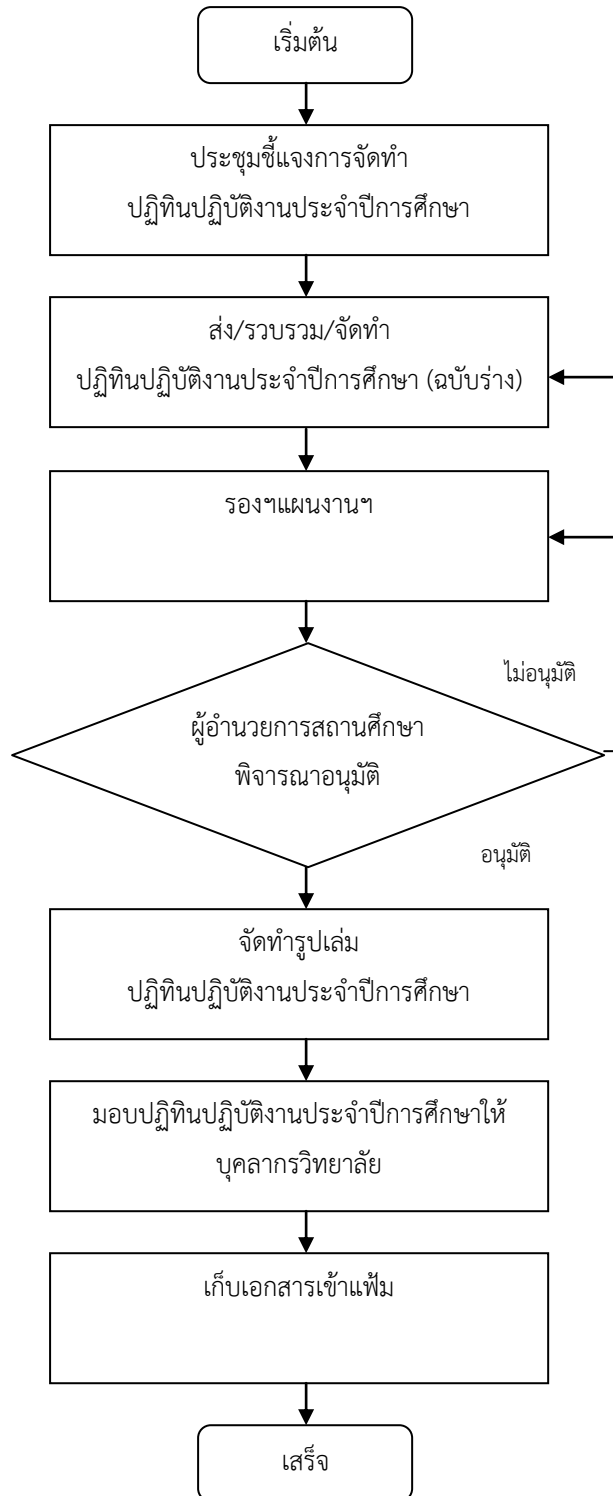 เริ่มต้น
ประชุมชี้แจงการจัดทำ
ปฏิทินปฏิบัติงานประจำปีการศึกษา
ส่ง/รวบรวม/จัดทำ
ปฏิทินปฏิบัติงานประจำปีการศึกษา (ฉบับร่าง)
รองฯแผนงานฯ
ไม่อนุมัติ
ผู้อำนวยการสถานศึกษา
พิจารณาอนุมัติ
อนุมัติ
จัดทำรูปเล่ม
ปฏิทินปฏิบัติงานประจำปีการศึกษา
มอบปฏิทินปฏิบัติงานประจำปีการศึกษาให้
บุคลากรวิทยาลัย
เก็บเอกสารเข้าแฟ้ม
เสร็จ